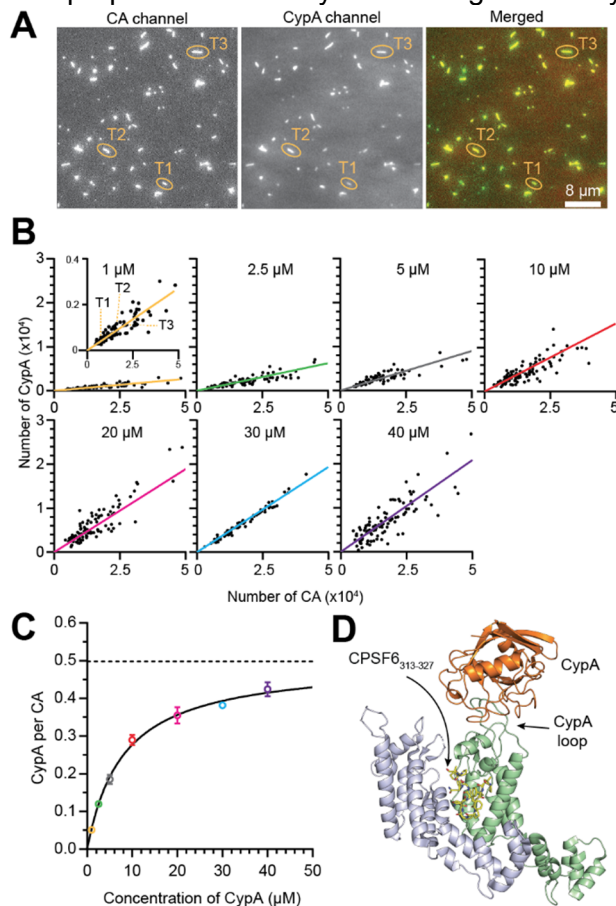 CA channel CypA channel Merged
A
T3 T3 T3
T2 T2 T2
T1 T1 T1
8 μm
B
Number of CypA (x10⁴)
3 2 1 0
1 μM 2.5 μM 5 μM 10 μM
0.4 0.2 0
T1 T2 T3
0 2.5 5
0 2.5 5 0 2.5 5 0 2.5 5 0 2.5 5
20 μM 30 μM 40 μM
3 2 1 0
0 2.5 5 0 2.5 5 0 2.5 5
Number of CA (x10⁴)
C
CypA per CA
0.6
0.5
0.4
0.3
0.2
0.1
0.0
0 10 20 30 40 50
Concentration of CypA (μM)
D
CPSF6₃₁₃₋₃₂₇
CypA
CypA
loop